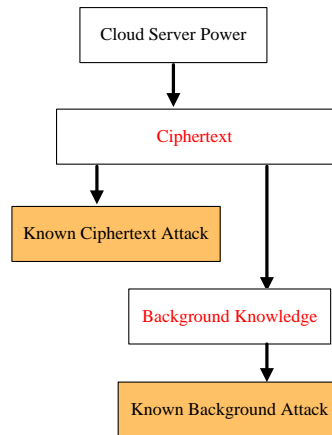 Cloud Server Power
Ciphertext
Known Ciphertext Attack
Background Knowledge
Known Background Attack